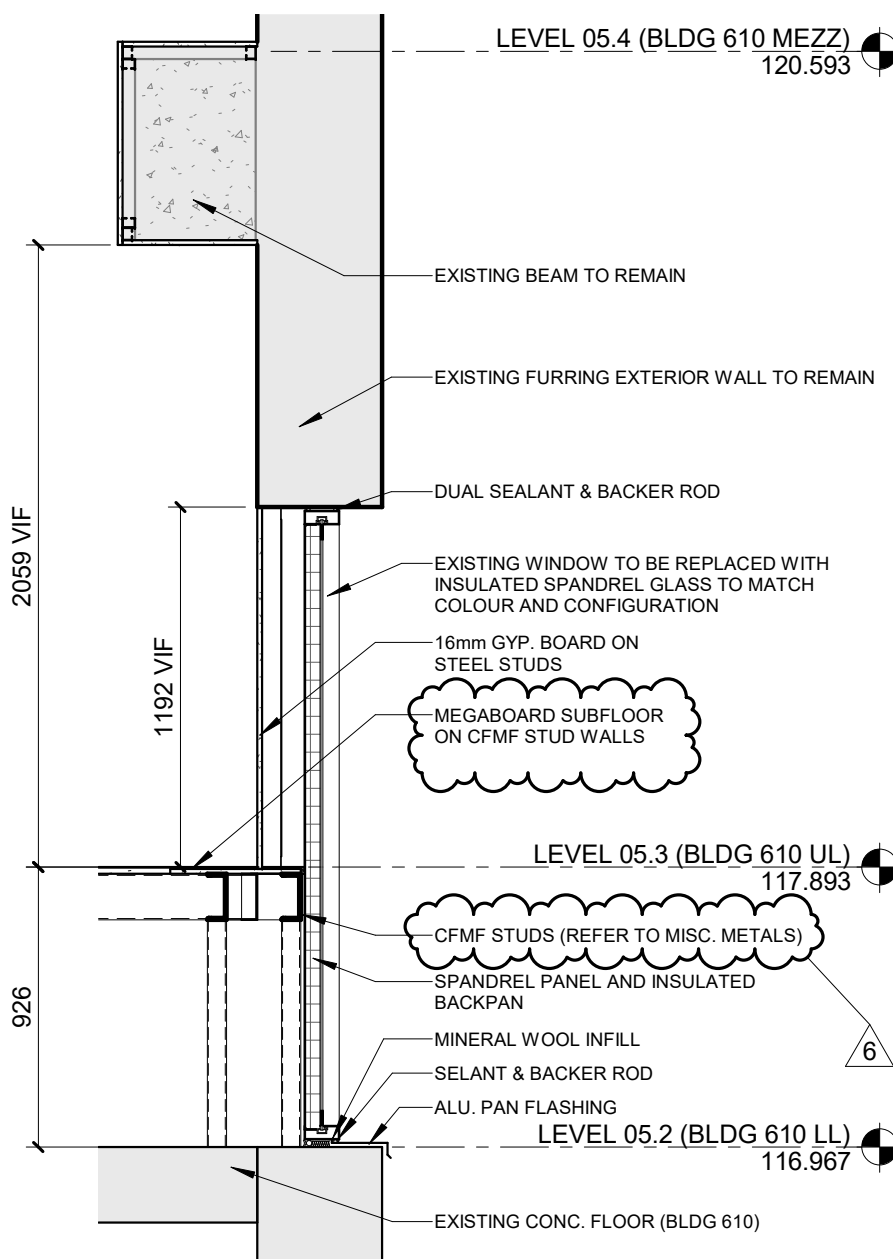 LEVEL 05.4 (BLDG 610 MEZZ)
120.593
EXISTING BEAM TO REMAIN
EXISTING FURRING EXTERIOR WALL TO REMAIN
DUAL SEALANT & BACKER ROD
2059 VIF
EXISTING WINDOW TO BE REPLACED WITH
INSULATED SPANDREL GLASS TO MATCH
COLOUR AND CONFIGURATION
1192 VIF
16mm GYP. BOARD ON
STEEL STUDS
MEGABOARD SUBFLOOR
ON CFMF STUD WALLS
LEVEL 05.3 (BLDG 610 UL)
117.893
CFMF STUDS (REFER TO MISC. METALS)
SPANDREL PANEL AND INSULATED
BACKPAN
926
MINERAL WOOL INFILL
6
SELANT & BACKER ROD
ALU. PAN FLASHING
LEVEL 05.2 (BLDG 610 LL)
116.967
EXISTING CONC. FLOOR (BLDG 610)